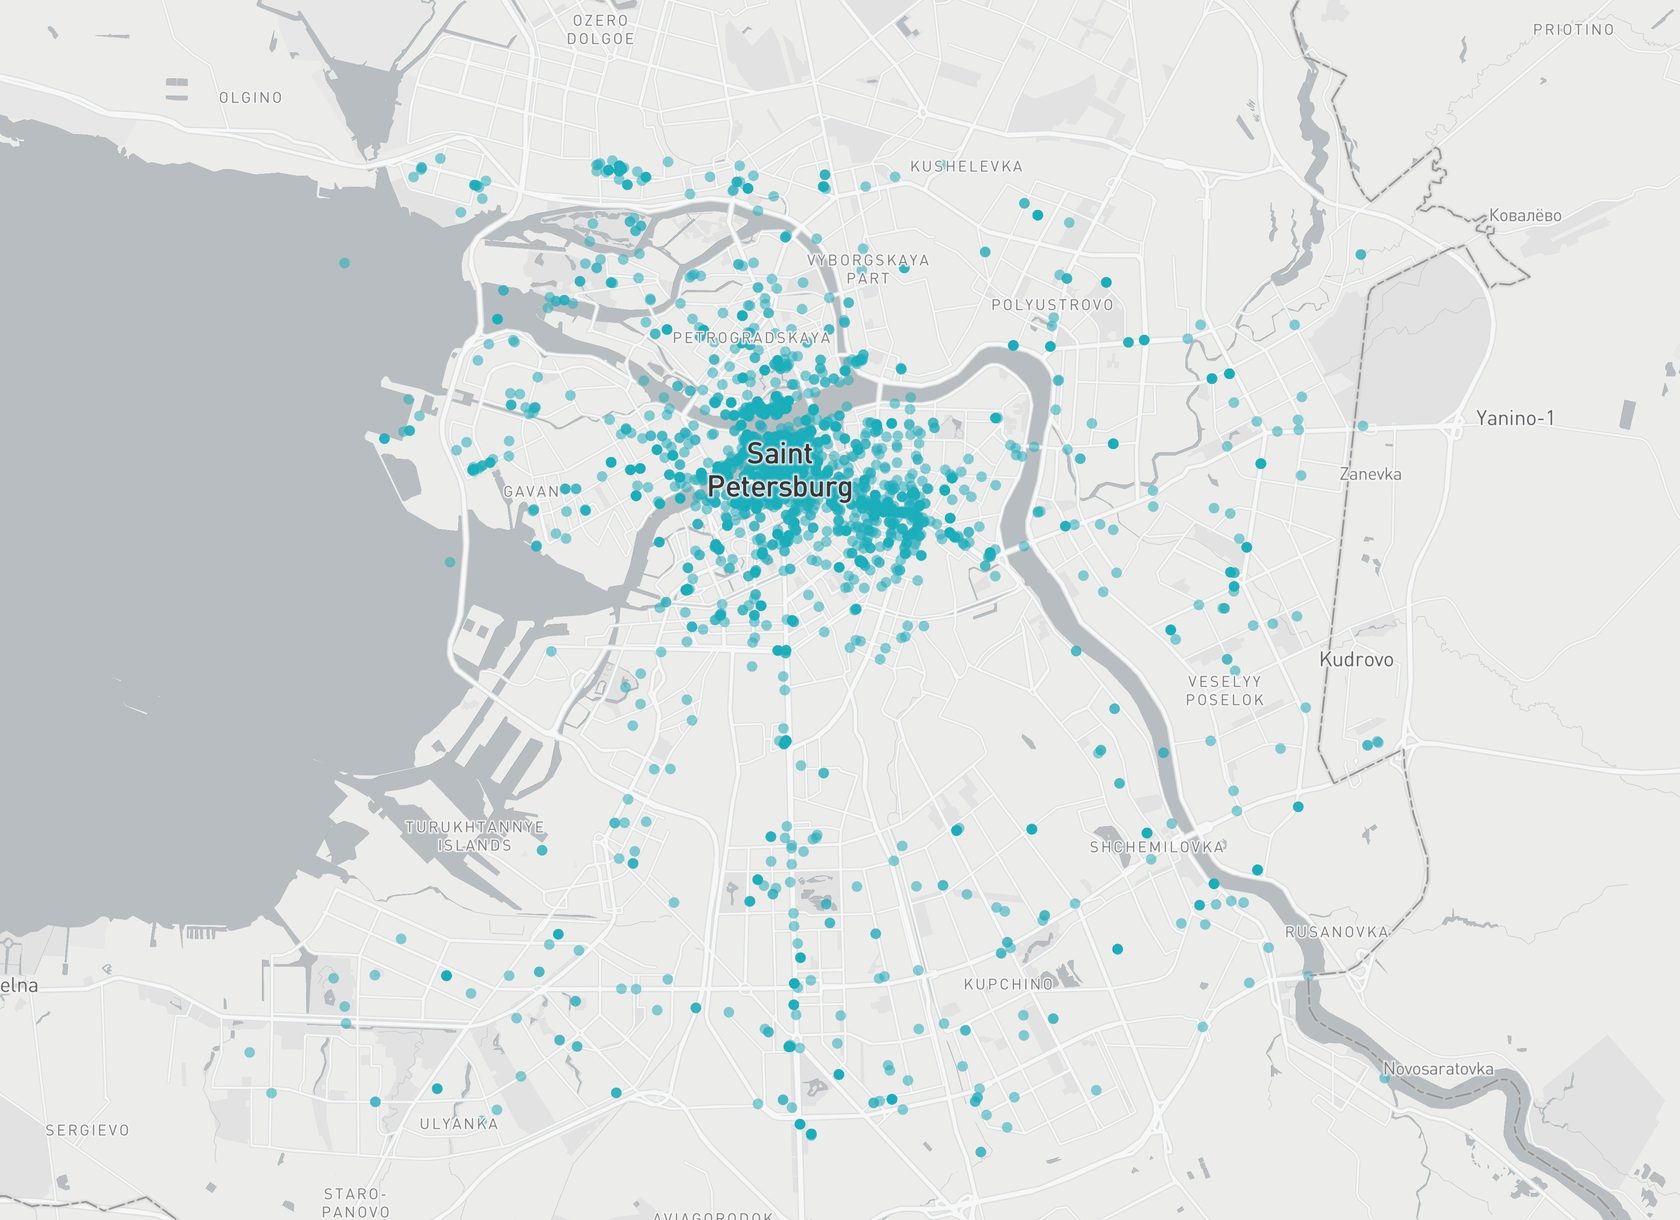 OZERO
DOLGOE
PRIOTINO
OLGINO
KUSHELEVKA
Ковалёво
VYBORGSKAYA
PART
POLYUSTROVO
PETROGRADSKAYA
Yanino-1
Saint
Petersburg
Zanevka
GAVAN
Kudrovo
VESELYY
POSELOK
TURUKHTANNYE
ISLANDS
SHCHEMILOVKA
RUSANOVKA
elna
KUPCHINO
Novosaratovka
ULYANKA
SERGIEVO
STARO-
PANOVO
AVIAGORODOK